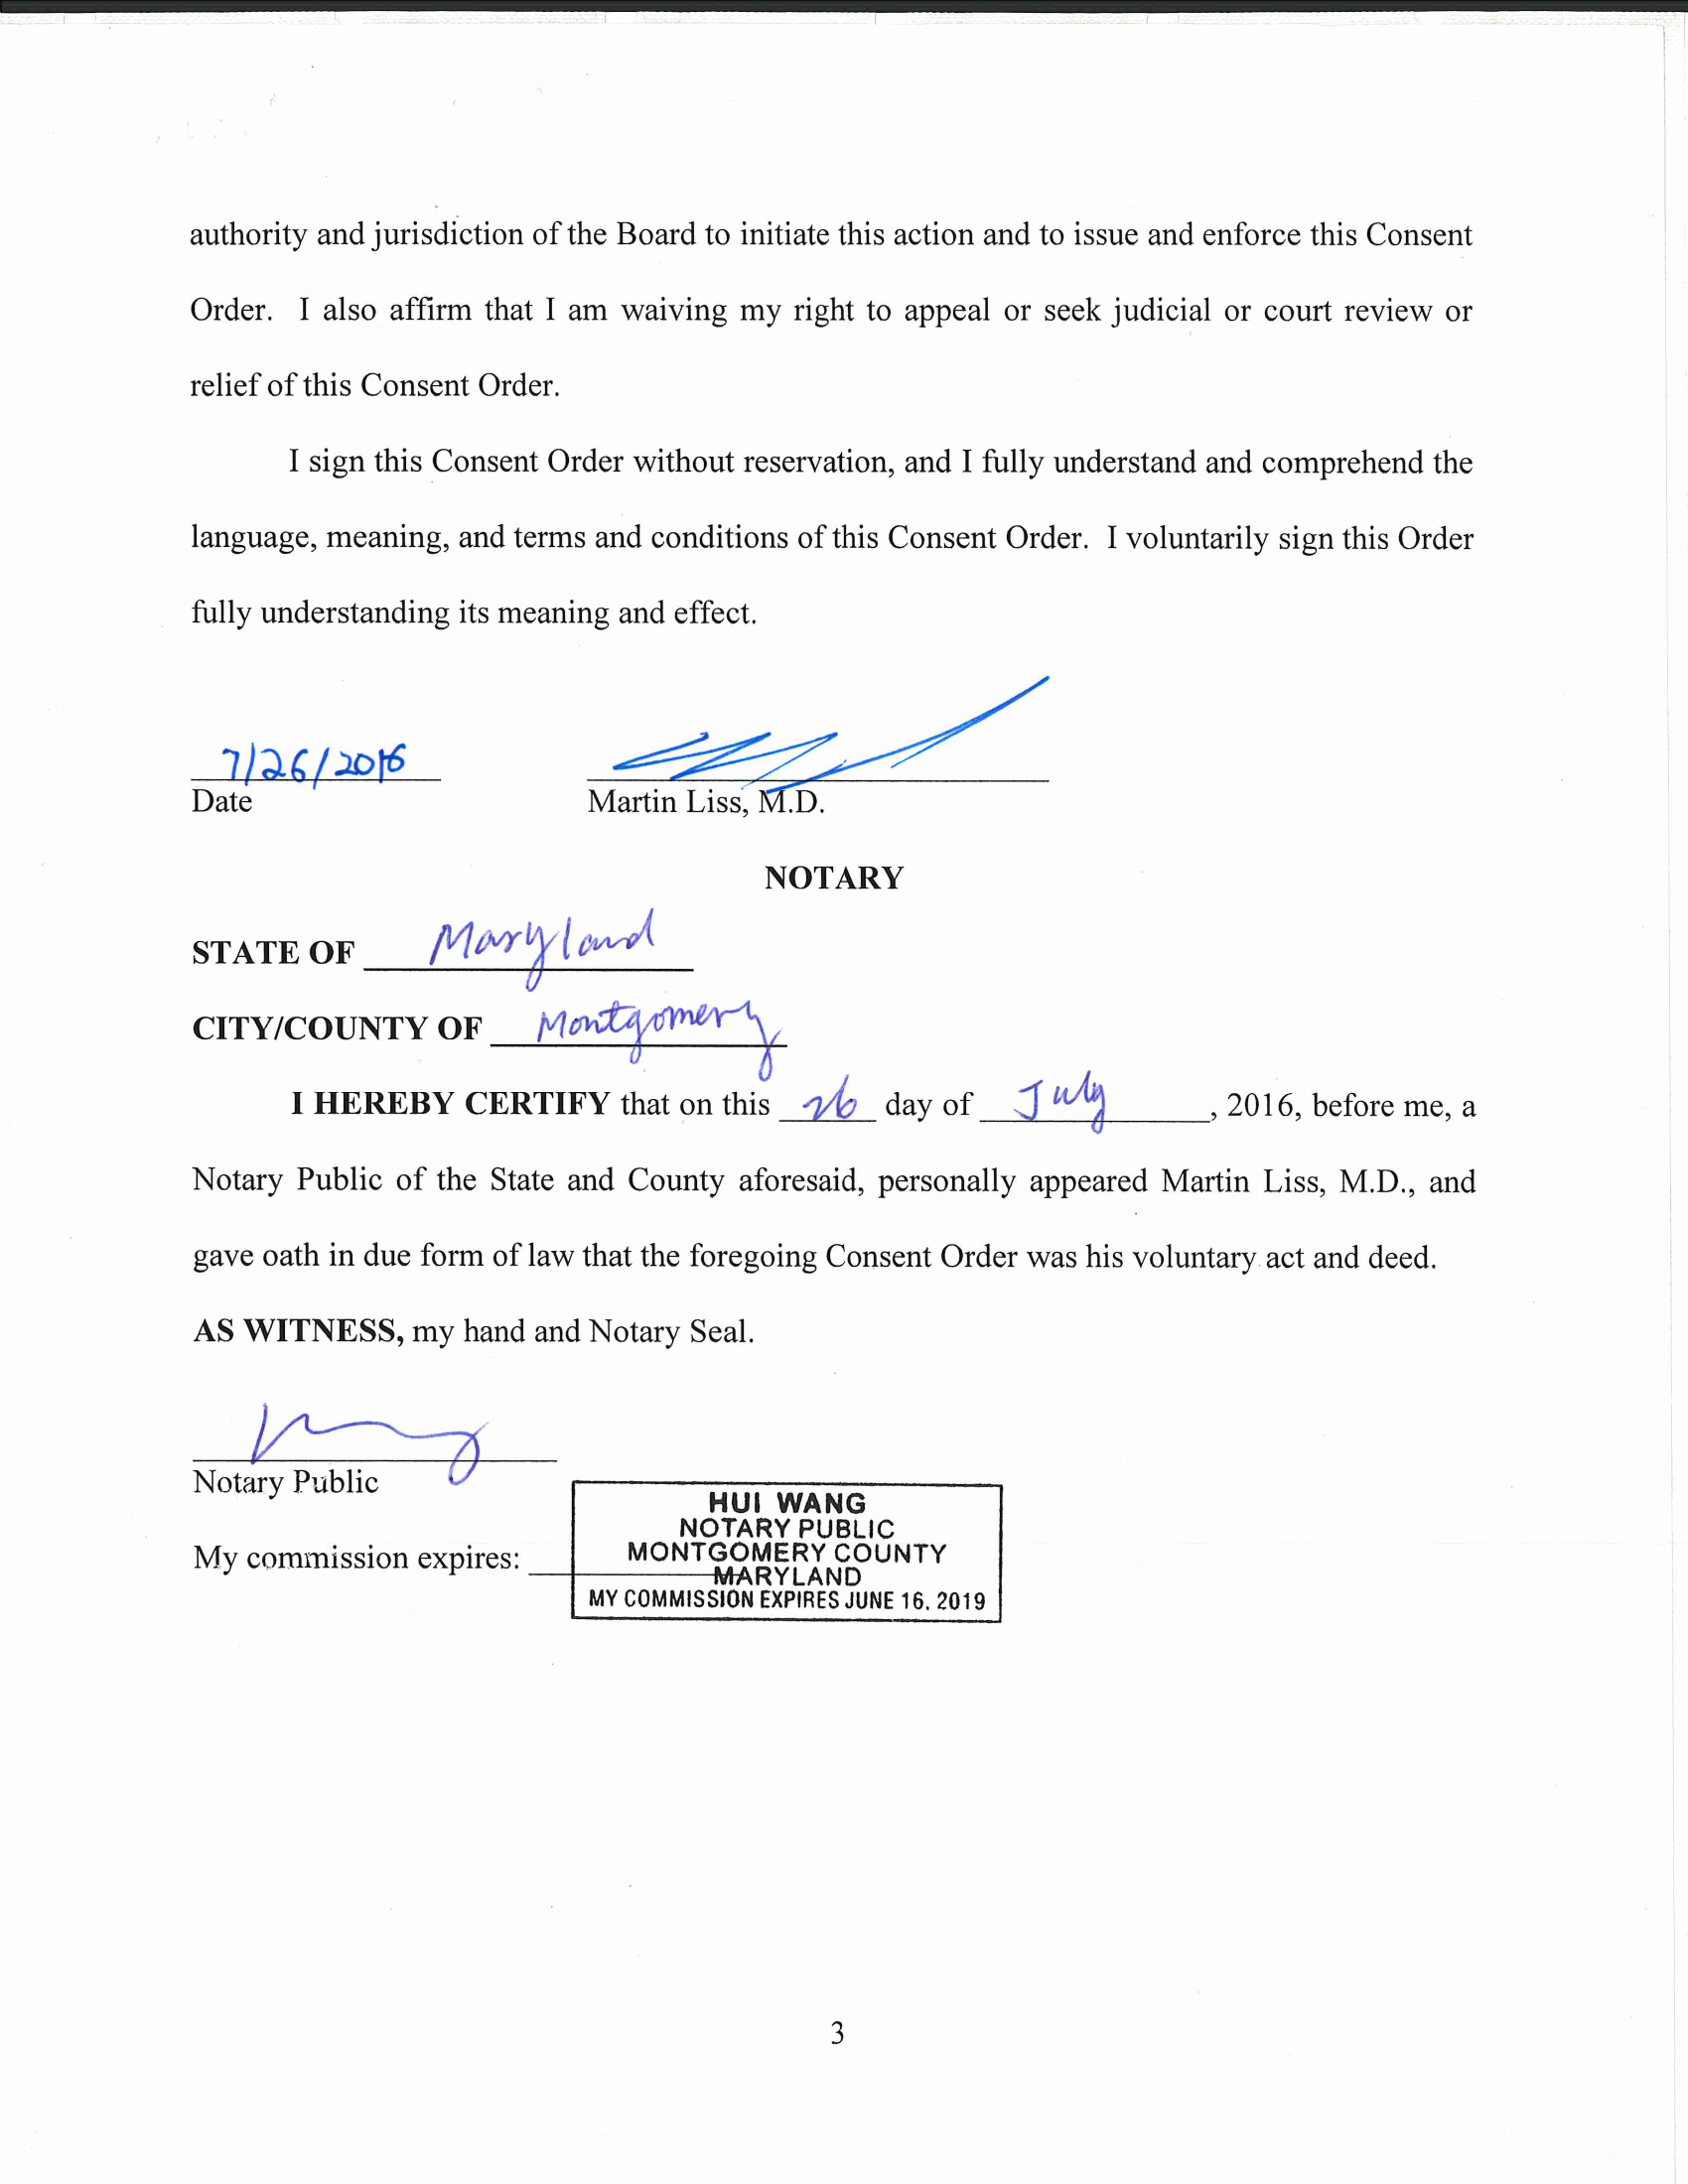 authority and jurisdiction of the Board to initiate this action and to issue and enforce this Consent
Order. I also affirm that I am waiving my right to appeal or seek judicial or court review or
relief of this Consent Order.
I sign this Consent Order without reservation, and I fully understand and comprehend the
language, meaning, and terms and conditions of this Consent Order. I voluntarily sign this Order
fully understanding its meaning and effect.
7/26/2016
Date
Martin Liss, M.D.
NOTARY
STATE OF Maryland
CITY/COUNTY OF Montgomery
I HEREBY CERTIFY that on this 26 day of July, 2016, before me, a
Notary Public of the State and County aforesaid, personally appeared Martin Liss, M.D., and
gave oath in due form of law that the foregoing Consent Order was his voluntary act and deed.
AS WITNESS, my hand and Notary Seal.
Notary Public
My commission expires:
HUI WANG
NOTARY PUBLIC
MONTGOMERY COUNTY
MARYLAND
MY COMMISSION EXPIRES JUNE 16, 2019
3